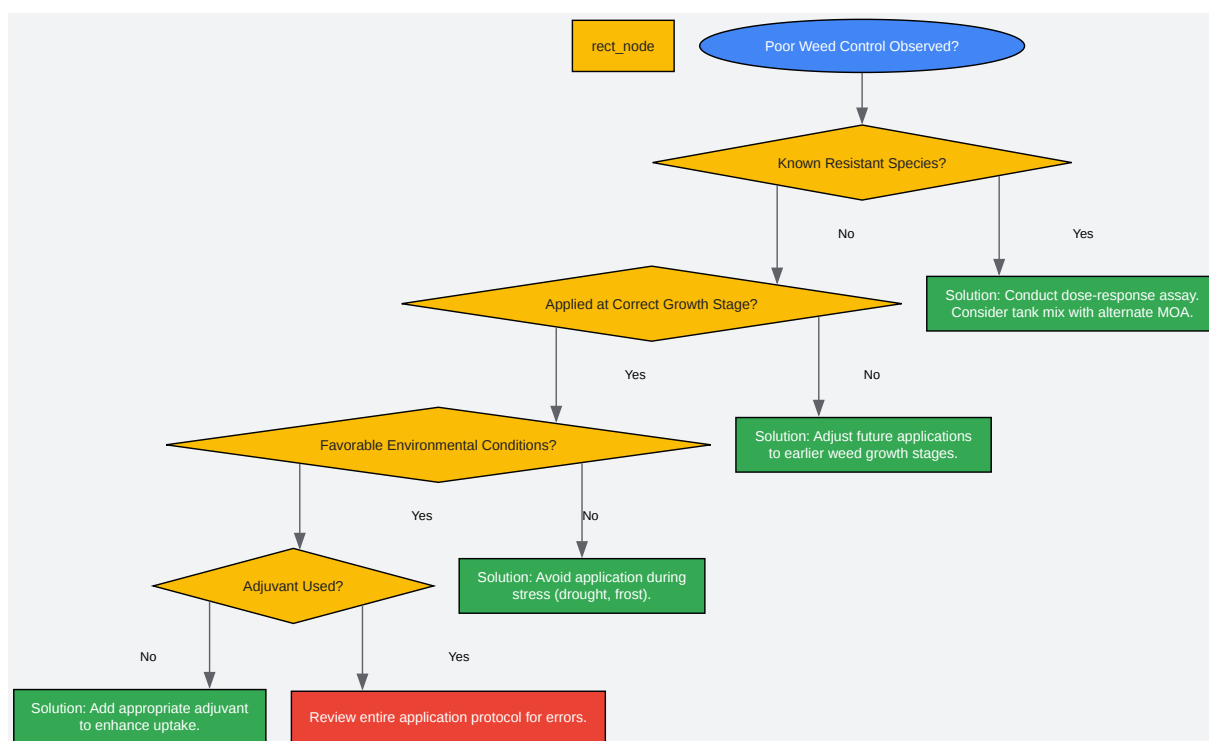 rect_node
Poor Weed Control Observed?
Known Resistant Species?
No
Yes
Solution: Conduct dose-response assay.
Consider tank mix with alternate MOA.
Applied at Correct Growth Stage?
Yes
No
Solution: Adjust future applications
to earlier weed growth stages.
Favorable Environmental Conditions?
Yes
No
Solution: Avoid application during
stress (drought, frost).
Adjuvant Used?
No
Yes
Solution: Add appropriate adjuvant
to enhance uptake.
Review entire application protocol for errors.